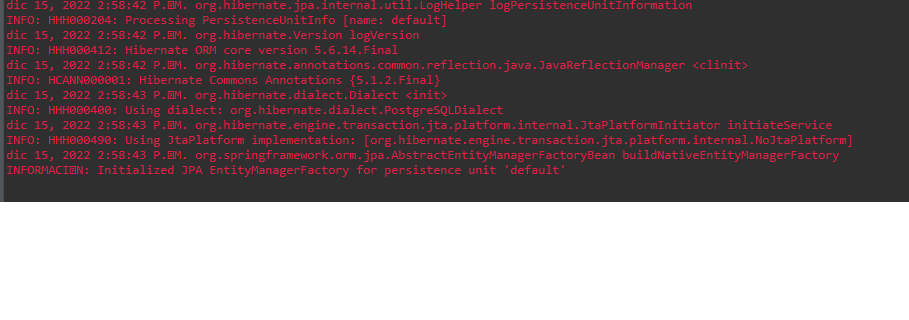 dic 15, 2022 2:58:42 P.�M. org.hibernate.jpa.internal.util.LogHelper logPersistenceUnitInformation
INFO: HHH000204: Processing PersistenceUnitInfo [name: default]
dic 15, 2022 2:58:42 P.�M. org.hibernate.Version logVersion
INFO: HHH000412: Hibernate ORM core version 5.6.14.Final
dic 15, 2022 2:58:42 P.�M. org.hibernate.annotations.common.reflection.java.JavaReflectionManager <clinit>
INFO: HCANN000001: Hibernate Commons Annotations {5.1.2.Final}
dic 15, 2022 2:58:43 P.�M. org.hibernate.dialect.Dialect <init>
INFO: HHH000400: Using dialect: org.hibernate.dialect.PostgreSQLDialect
dic 15, 2022 2:58:43 P.�M. org.hibernate.engine.transaction.jta.platform.internal.JtaPlatformInitiator initiateService
INFO: HHH000490: Using JtaPlatform implementation: [org.hibernate.engine.transaction.jta.platform.internal.NoJtaPlatform]
dic 15, 2022 2:58:43 P.�M. org.springframework.orm.jpa.AbstractEntityManagerFactoryBean buildNativeEntityManagerFactory
INFORMACI�N: Initialized JPA EntityManagerFactory for persistence unit 'default'